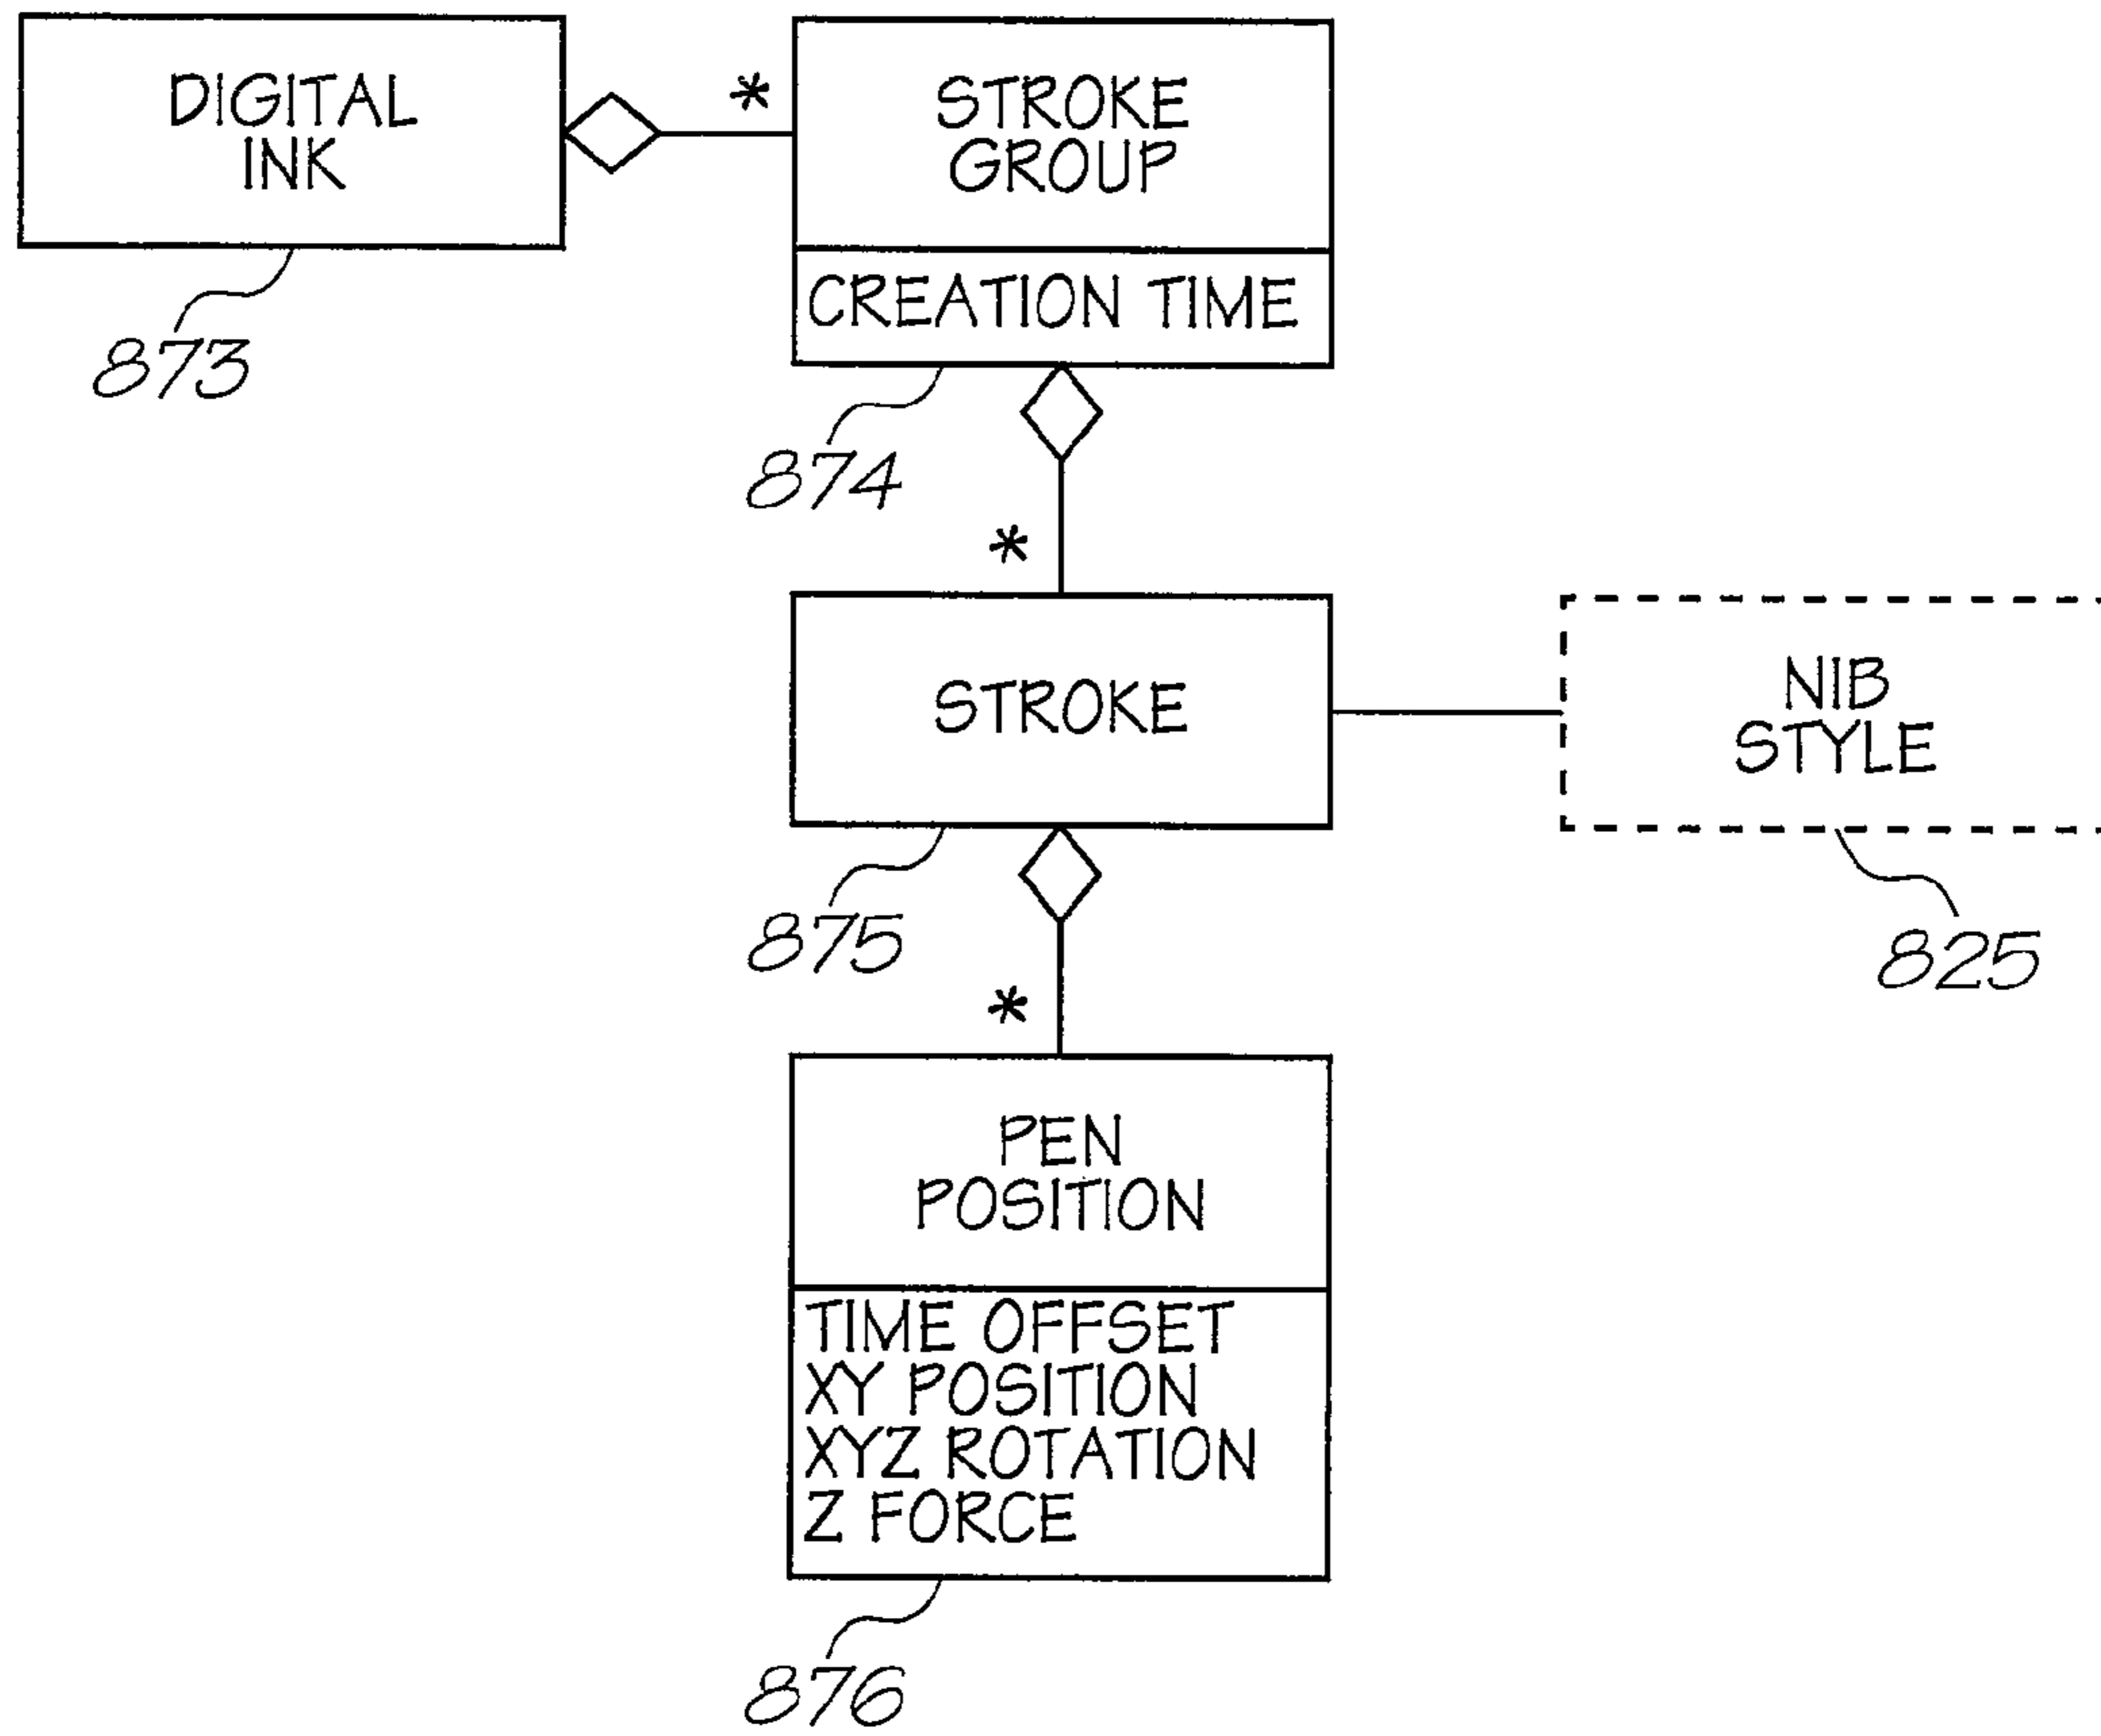 DIGITAL
INK
*
STROKE
GROUP
CREATION TIME
873
874
*
STROKE
NIB
STYLE
875
825
*
PEN
POSITION
TIME OFFSET
XY POSITION
XYZ ROTATION
Z FORCE
876